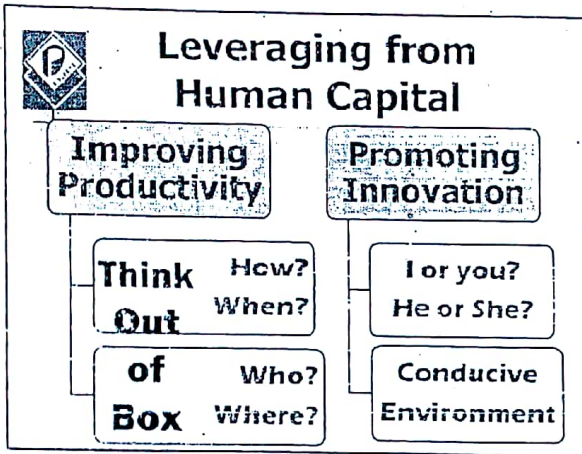 Leveraging from
Human Capital
Improving
Productivity
Think
Out
of
Box
How?
When?
Who?
Where?
Promoting
Innovation
I or you?
He or She?
Conducive
Environment